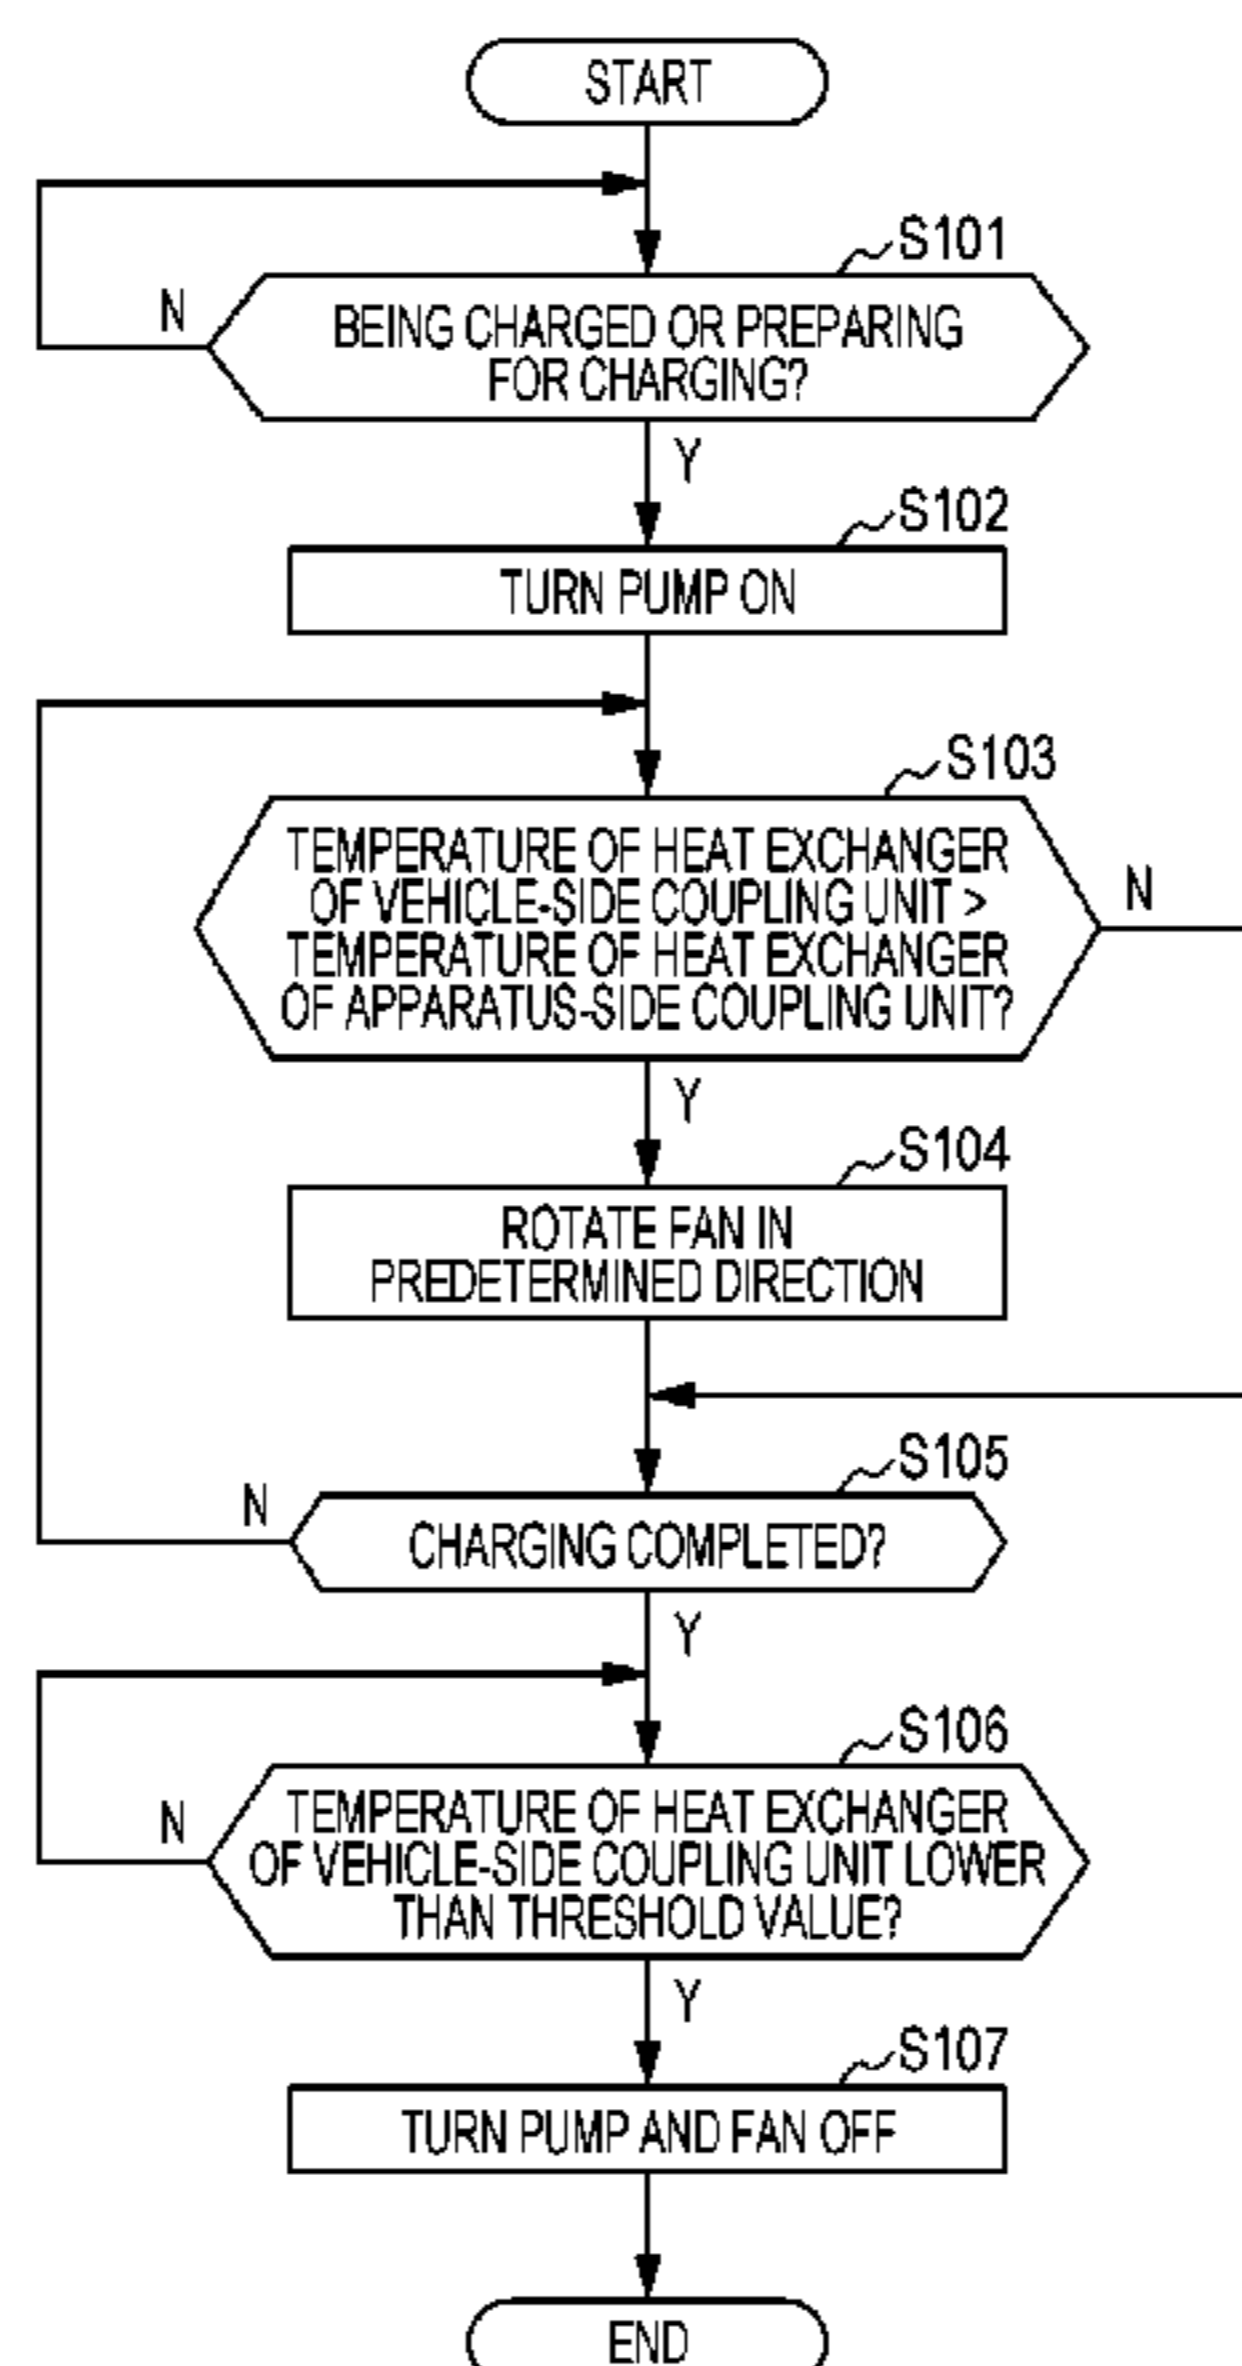 START
S101
N
BEING CHARGED OR PREPARING
FOR CHARGING?
Y
S102
TURN PUMP ON
S103
TEMPERATURE OF HEAT EXCHANGER
OF VEHICLE-SIDE COUPLING UNIT >
TEMPERATURE OF HEAT EXCHANGER
OF APPARATUS-SIDE COUPLING UNIT?
N
Y
S104
ROTATE FAN IN
PREDETERMINED DIRECTION
S105
N
CHARGING COMPLETED?
Y
S106
N
TEMPERATURE OF HEAT EXCHANGER
OF VEHICLE-SIDE COUPLING UNIT LOWER
THAN THRESHOLD VALUE?
Y
S107
TURN PUMP AND FAN OFF
END